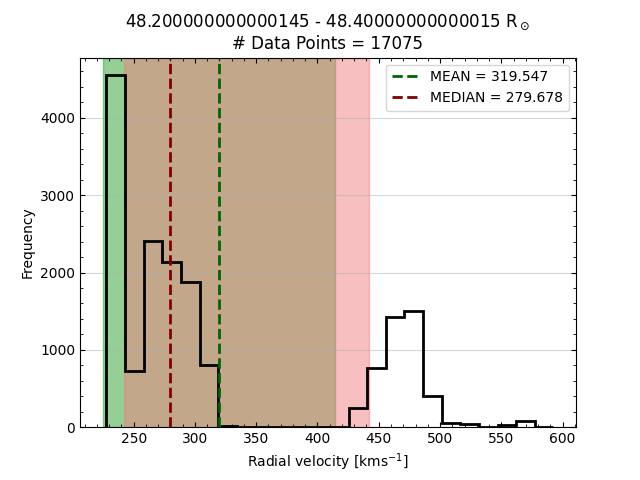 48.200000000000145 - 48.40000000000015 R⊙
# Data Points = 17075
MEAN = 319.547
MEDIAN = 279.678
Frequency
4000
3000
2000
1000
0
250 300 350 400 450 500 550 600
Radial velocity [kms⁻¹]